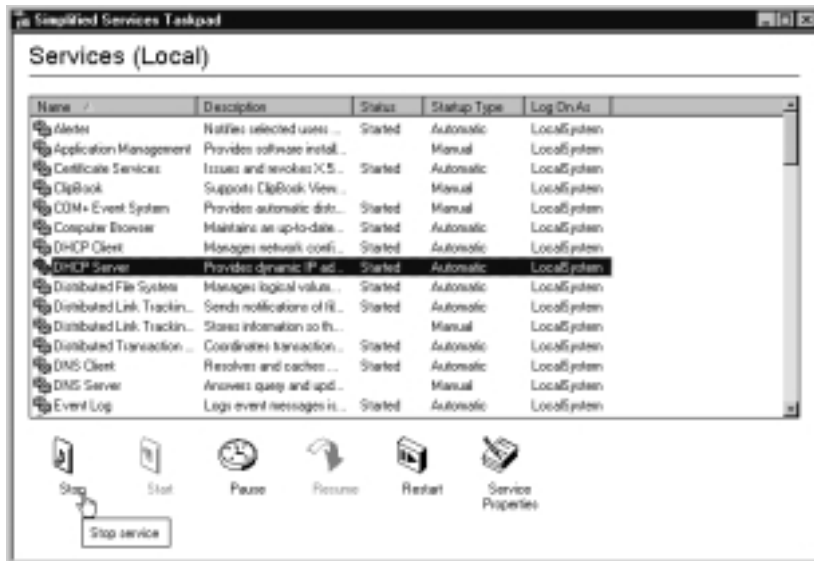 Simplified Services Taskpad
Services (Local)
Name / Description Status Startup Type Log On As
Alerter Notifies selected users ... Started Automatic LocalSystem
Application Management Provides software install... Manual LocalSystem
Certificate Services Issues and revokes X.5... Started Automatic LocalSystem
ClipBook Supports ClipBook View... Manual LocalSystem
COM+ Event System Provides automatic distr... Started Manual LocalSystem
Computer Browser Maintains an up-to-date... Started Automatic LocalSystem
DHCP Client Manages network confi... Started Automatic LocalSystem
DHCP Server Provides dynamic IP ad... Started Automatic LocalSystem
Distributed File System Manages logical volum... Started Automatic LocalSystem
Distributed Link Trackin... Sends notifications of fil... Started Automatic LocalSystem
Distributed Link Trackin... Stores information so th... Manual LocalSystem
Distributed Transaction ... Coordinates transaction... Started Automatic LocalSystem
DNS Client Resolves and caches ... Started Automatic LocalSystem
DNS Server Answers query and upd... Manual LocalSystem
Event Log Logs event messages is... Started Automatic LocalSystem
Stop Start Pause Resume Restart Service Properties
Stop service